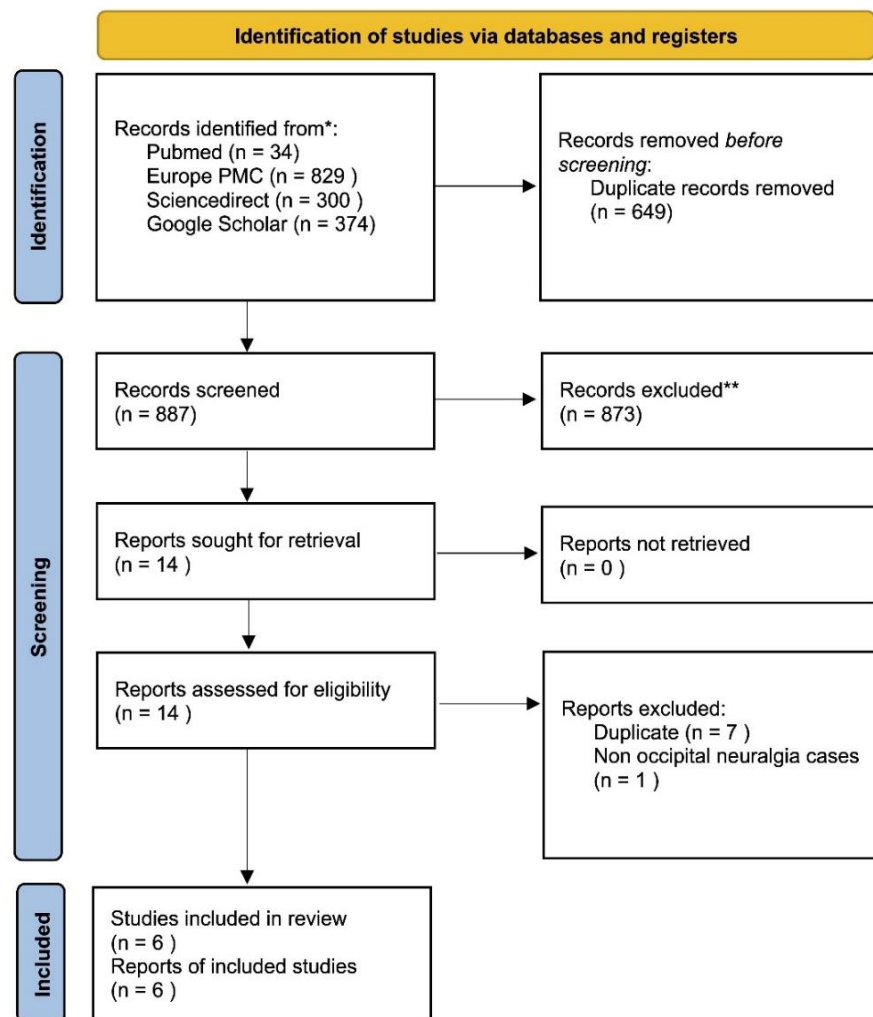 Identification of studies via databases and registers
Identification
Records identified from*:
Pubmed (n = 34)
Europe PMC (n = 829 )
Sciencedirect (n = 300 )
Google Scholar (n = 374)
Records removed before
screening:
Duplicate records removed
(n = 649)
Screening
Records screened
(n = 887)
Records excluded**
(n = 873)
Reports sought for retrieval
(n = 14 )
Reports not retrieved
(n = 0 )
Reports assessed for eligibility
(n = 14 )
Reports excluded:
Duplicate (n = 7 )
Non occipital neuralgia cases
(n = 1 )
Included
Studies included in review
(n = 6 )
Reports of included studies
(n = 6 )